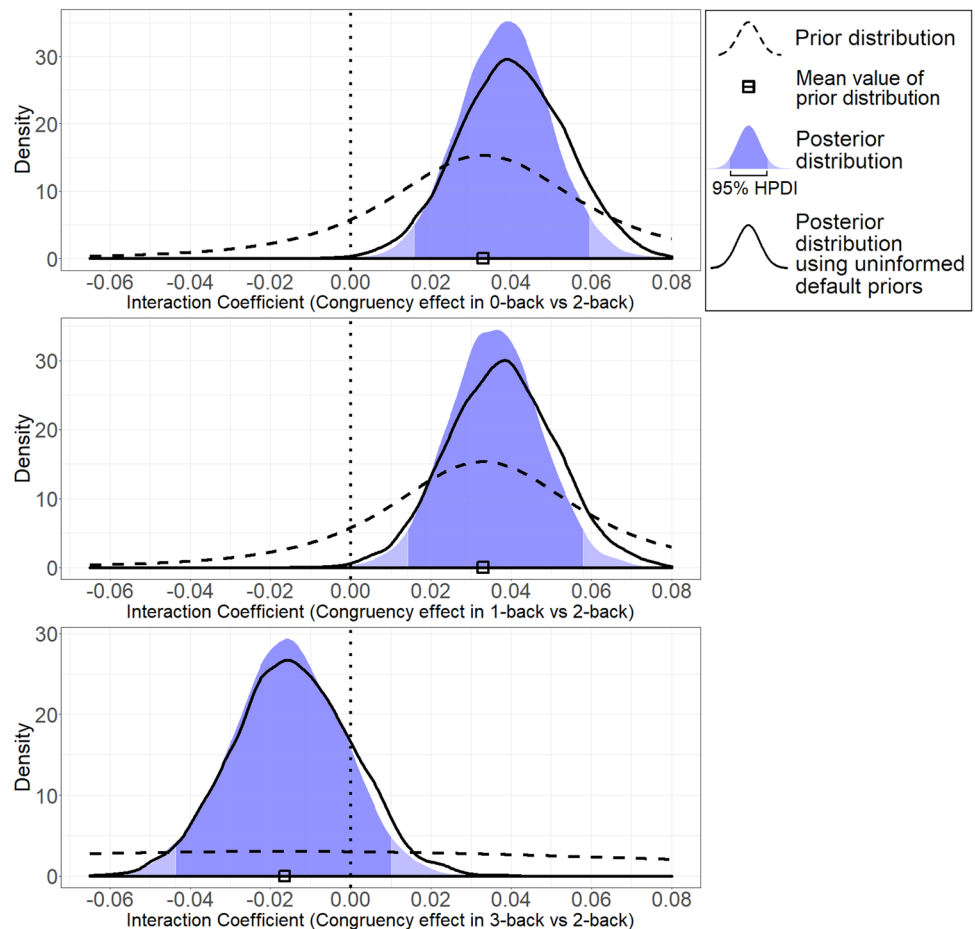 30
20
10
0
Density
-0.06 -0.04 -0.02 0.00 0.02 0.04 0.06 0.08
Interaction Coefficient (Congruency effect in 0-back vs 2-back)
30
20
10
0
Density
-0.06 -0.04 -0.02 0.00 0.02 0.04 0.06 0.08
Interaction Coefficient (Congruency effect in 1-back vs 2-back)
30
20
10
0
Density
-0.06 -0.04 -0.02 0.00 0.02 0.04 0.06 0.08
Interaction Coefficient (Congruency effect in 3-back vs 2-back)
Prior distribution
Mean value of
prior distribution
Posterior
distribution
95% HPDI
Posterior
distribution
using uninformed
default priors